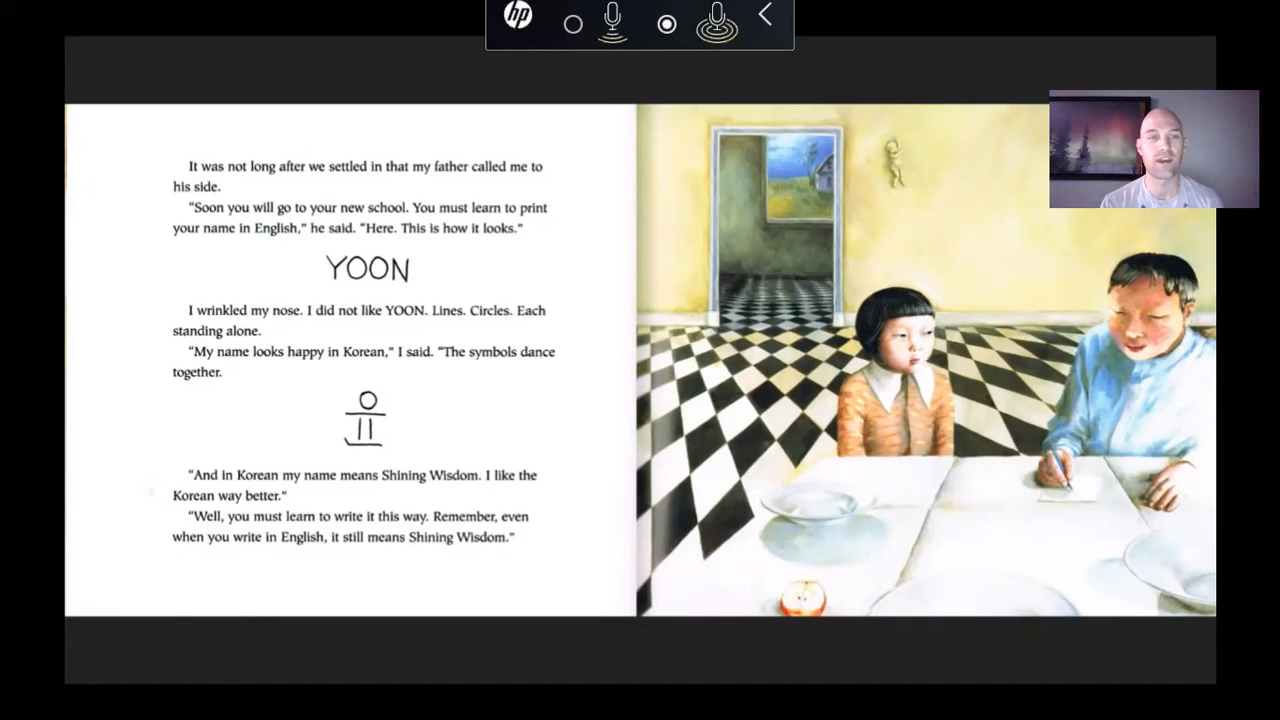 hp
It was not long after we settled in that my father called me to
his side.
“Soon you will go to your new school. You must learn to print
your name in English,” he said. “Here. This is how it looks.”
YOON
I wrinkled my nose. I did not like YOON. Lines. Circles. Each
standing alone.
“My name looks happy in Korean,” I said. “The symbols dance
together.
윤
“And in Korean my name means Shining Wisdom. I like the
Korean way better.”
“Well, you must learn to write it this way. Remember, even
when you write in English, it still means Shining Wisdom.”